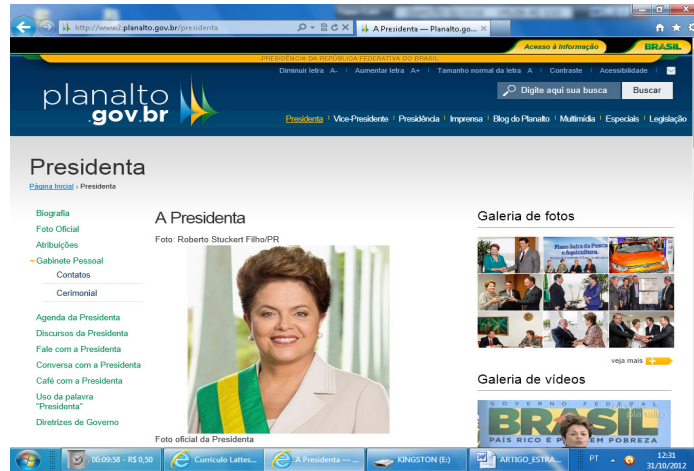 http://www2.planalto.gov.br/presidenta
A Presidenta — Planalto.go...
Acesso à Informação
BRASIL
PRESIDÊNCIA DA REPÚBLICA FEDERATIVA DO BRASIL
Diminuir letra A- | Aumentar letra A+ | Tamanho normal da letra A | Contraste | Acessibilidade
planalto
.gov.br
Digite aqui sua busca
Buscar
Presidenta | Vice-Presidente | Presidência | Imprensa | Blog do Planalto | Multimídia | Especiais | Legislação
Presidenta
Página Inicial › Presidenta
Biografia
Foto Oficial
Atribuições
Gabinete Pessoal
Contatos
Cerimonial
Agenda da Presidenta
Discursos da Presidenta
Fale com a Presidenta
Conversa com a Presidenta
Café com a Presidenta
Uso da palavra
"Presidenta"
Diretrizes de Governo
A Presidenta
Foto: Roberto Stuckert Filho/PR
Foto oficial da Presidenta
Galeria de fotos
Plano Safra da Pesca
e Aquicultura.
veja mais +
Galeria de vídeos
GOVERNO FEDERAL
planalto
BRASIL
PAÍS RICO É PAÍS SEM POBREZA
00:09:58 - R$ 0,50
Currículo Lattes...
A Presidenta — ...
KINGSTON (E:)
ARTIGO_ESTRA...
PT
12:31
31/10/2012